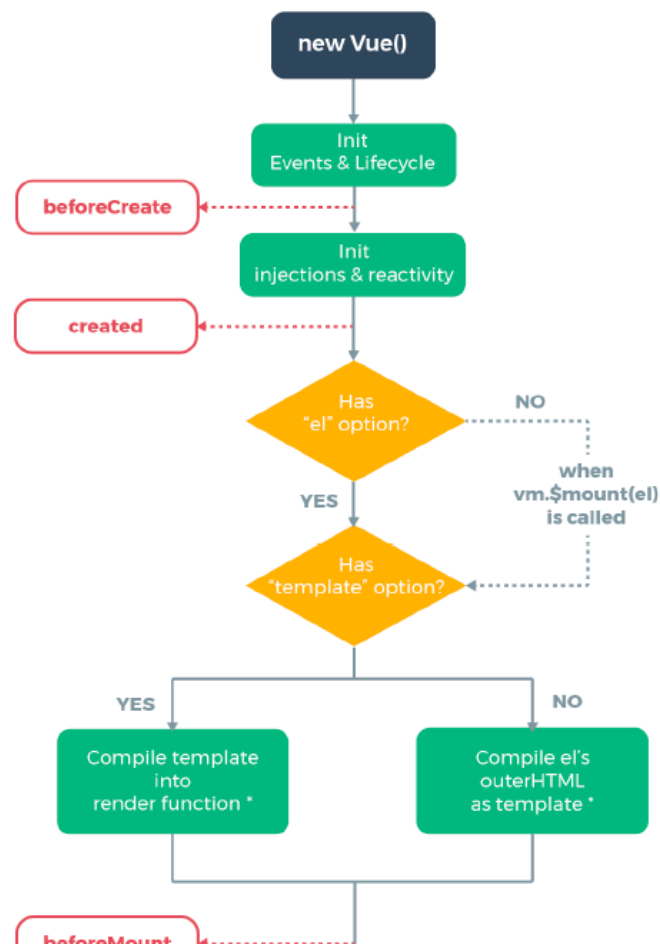 new Vue()
Init
Events & Lifecycle
beforeCreate
Init
injections & reactivity
created
Has
“el” option?
NO
when
vm.$mount(el)
is called
YES
Has
“template” option?
YES
NO
Compile template
into
render function *
Compile el’s
outerHTML
as template *
beforeMount